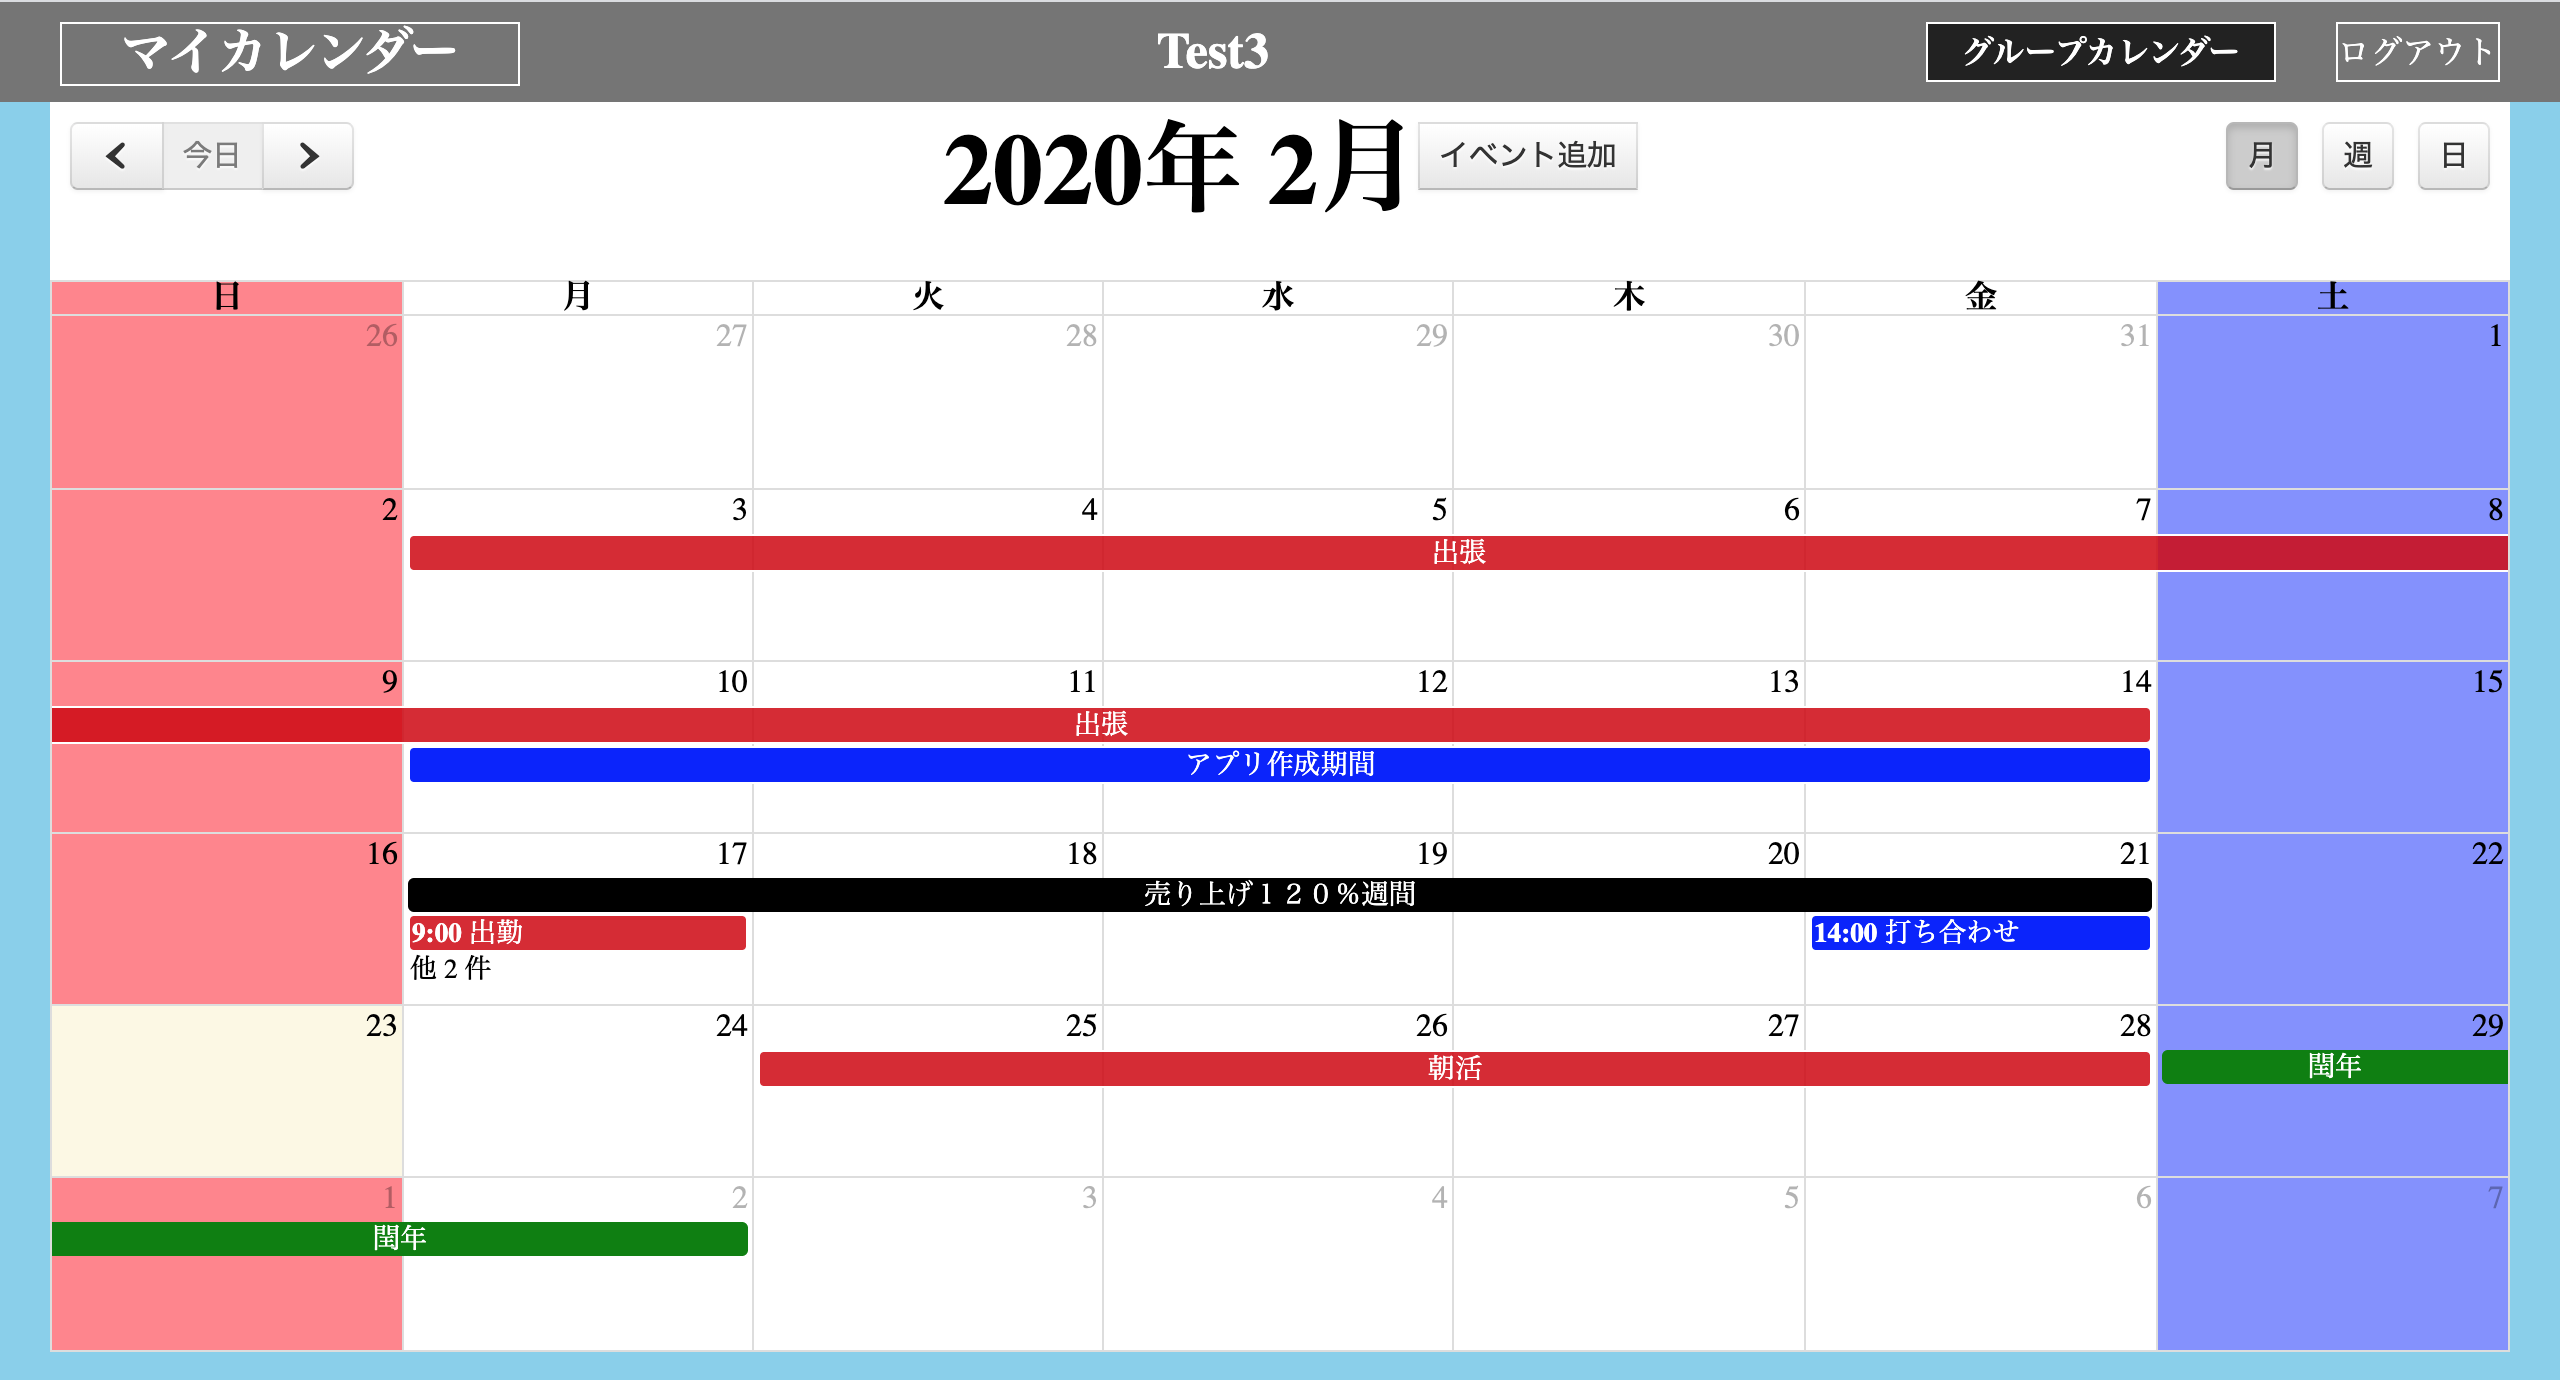 マイカレンダー Test3 グループカレンダー ログアウト
今日 2020年 2月 イベント追加 月 週 日
日 月 火 水 木 金 土
26 27 28 29 30 31 1
2 3 4 5 6 7 8
出張
9 10 11 12 13 14 15
出張
アプリ作成期間
16 17 18 19 20 21 22
売り上げ１２０％週間
9:00 出勤 14:00 打ち合わせ
他 2 件
23 24 25 26 27 28 29
朝活 閏年
1 2 3 4 5 6 7
閏年